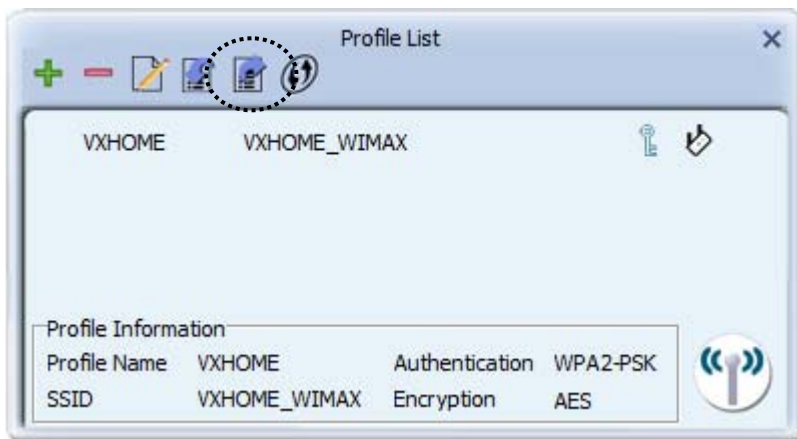 Profile List
VXHOME VXHOME_WIMAX
Profile Information
Profile Name VXHOME Authentication WPA2-PSK
SSID VXHOME_WIMAX Encryption AES